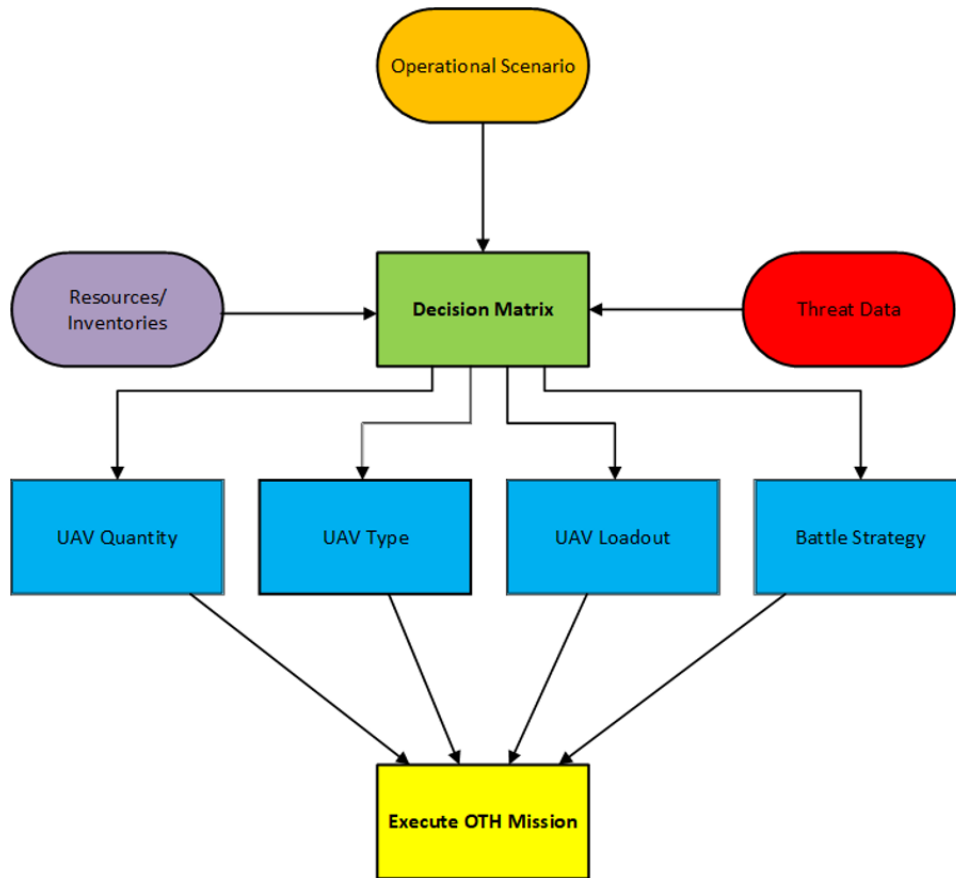 Operational Scenario
Resources/
Inventories
Decision Matrix
Threat Data
UAV Quantity
UAV Type
UAV Loadout
Battle Strategy
Execute OTH Mission